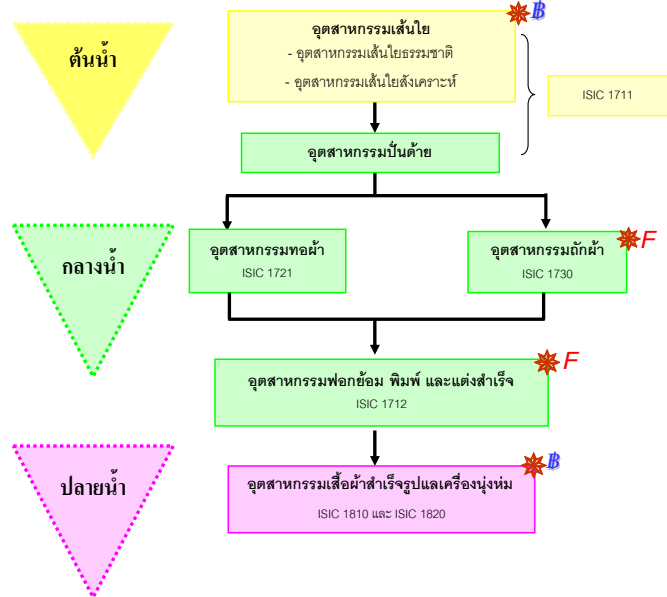 อุตสาหกรรมเส้นใย
฿
- อุตสาหกรรมเส้นใยธรรมชาติ
- อุตสาหกรรมเส้นใยสังเคราะห์
ต้นน้ำ
ISIC 1711
อุตสาหกรรมปั่นด้าย
อุตสาหกรรมทอผ้า
ISIC 1721
อุตสาหกรรมถักผ้า
ISIC 1730
F
กลางน้ำ
อุตสาหกรรมฟอกย้อม พิมพ์ และแต่งสำเร็จ
ISIC 1712
F
ปลายน้ำ
อุตสาหกรรมเสื้อผ้าสำเร็จรูปแลเครื่องนุ่งห่ม
ISIC 1810 และ ISIC 1820
฿